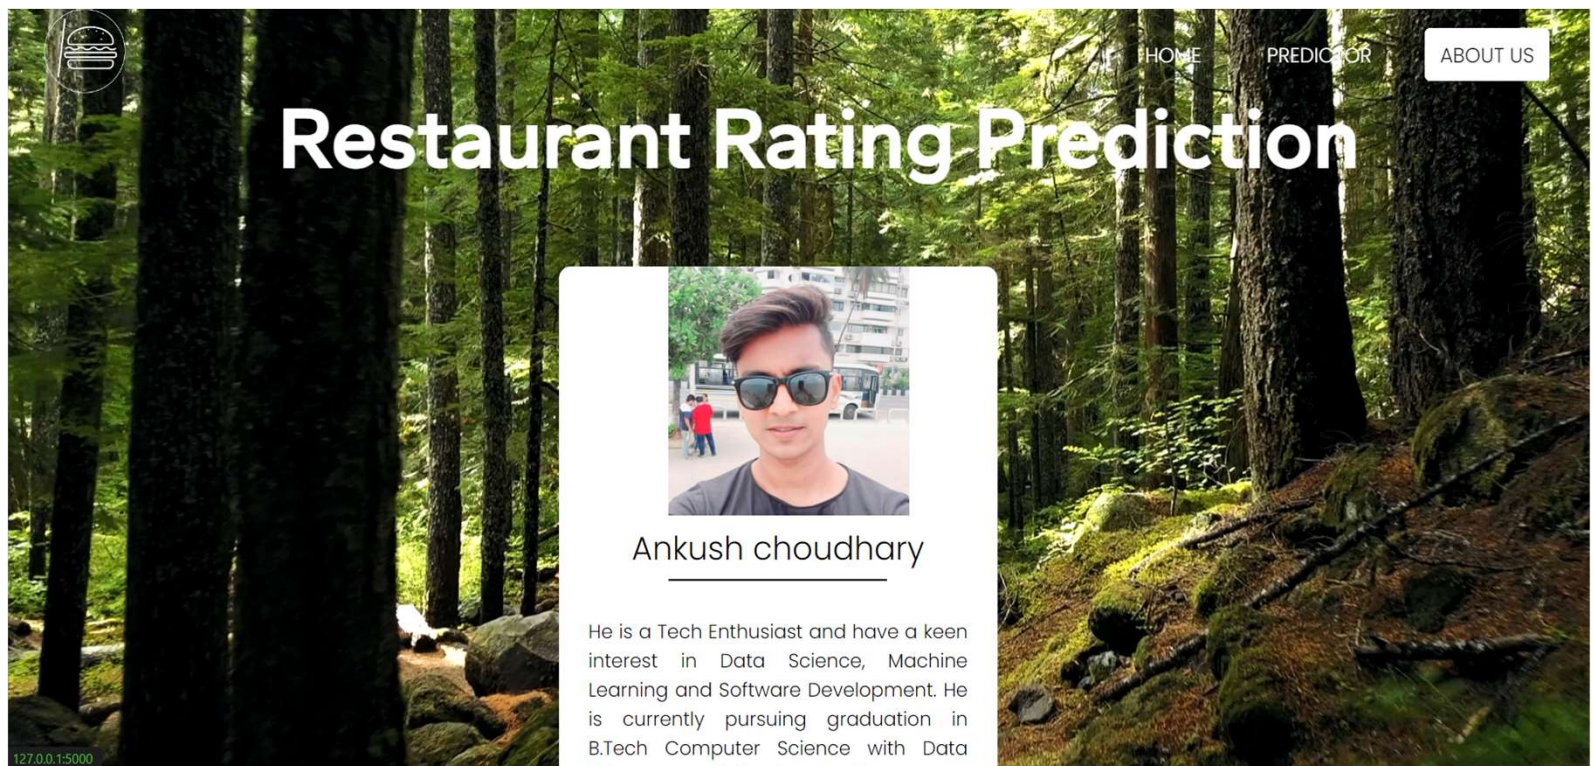 HOME PREDICTOR ABOUT US
Restaurant Rating Prediction
Ankush choudhary
He is a Tech Enthusiast and have a keen
interest in Data Science, Machine
Learning and Software Development. He
is currently pursuing graduation in
B.Tech Computer Science with Data
127.0.0.1:5000